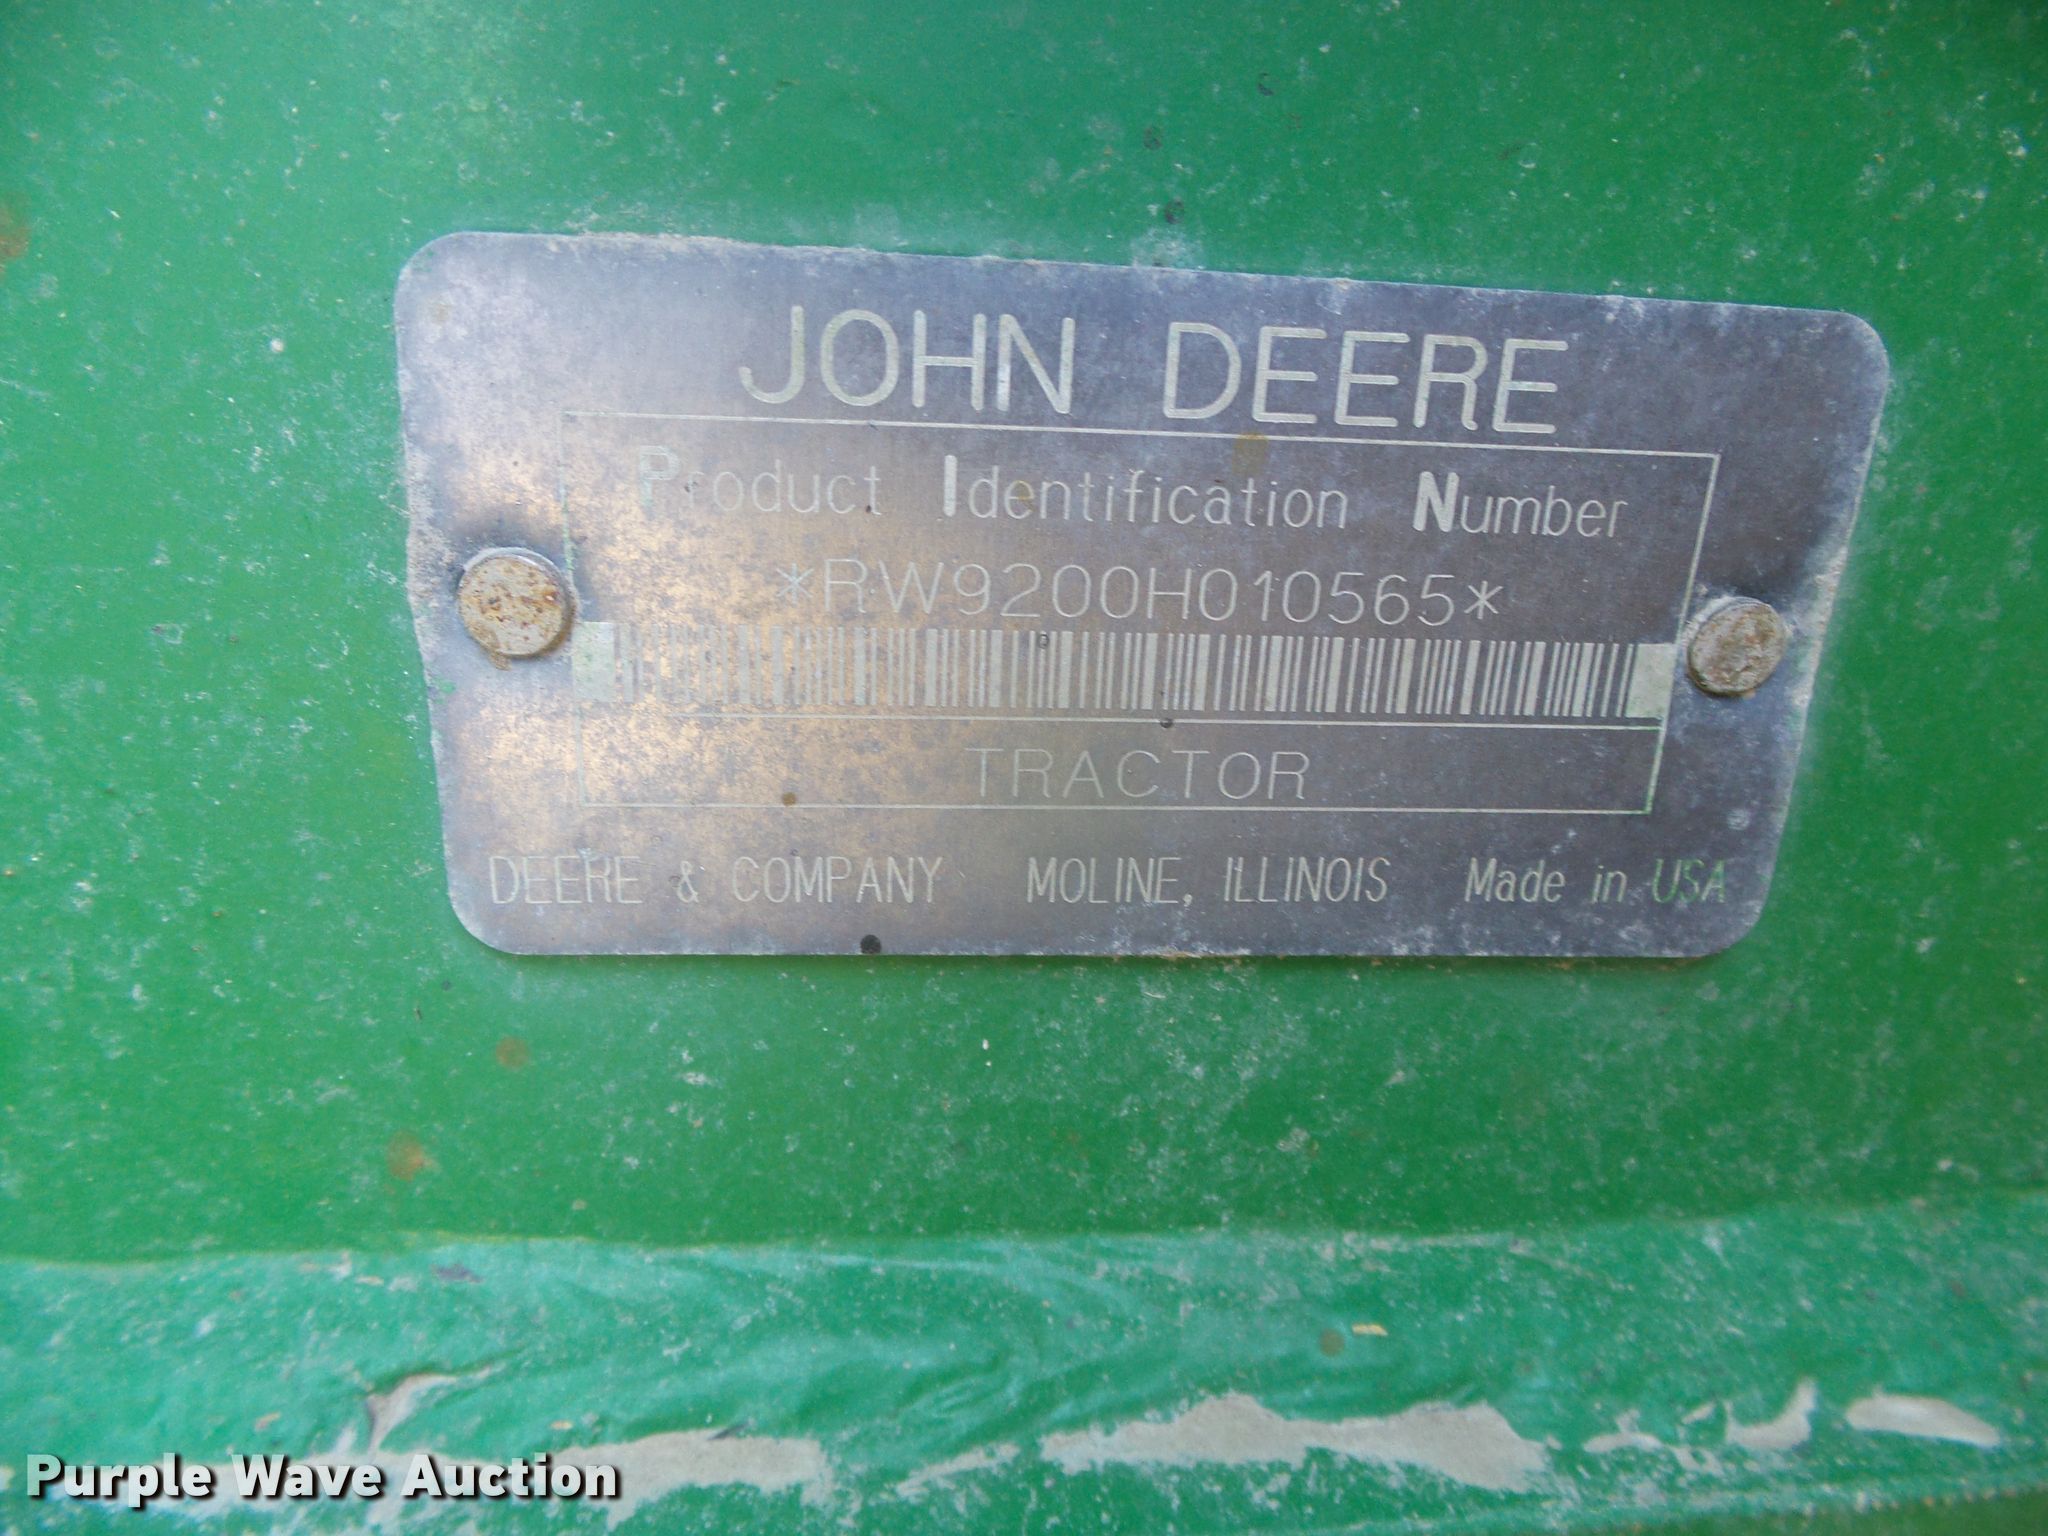 JOHN DEERE
Product Identification Number
*RW9200H010565*
TRACTOR
DEERE & COMPANY MOLINE, ILLINOIS Made in USA
Purple Wave Auction